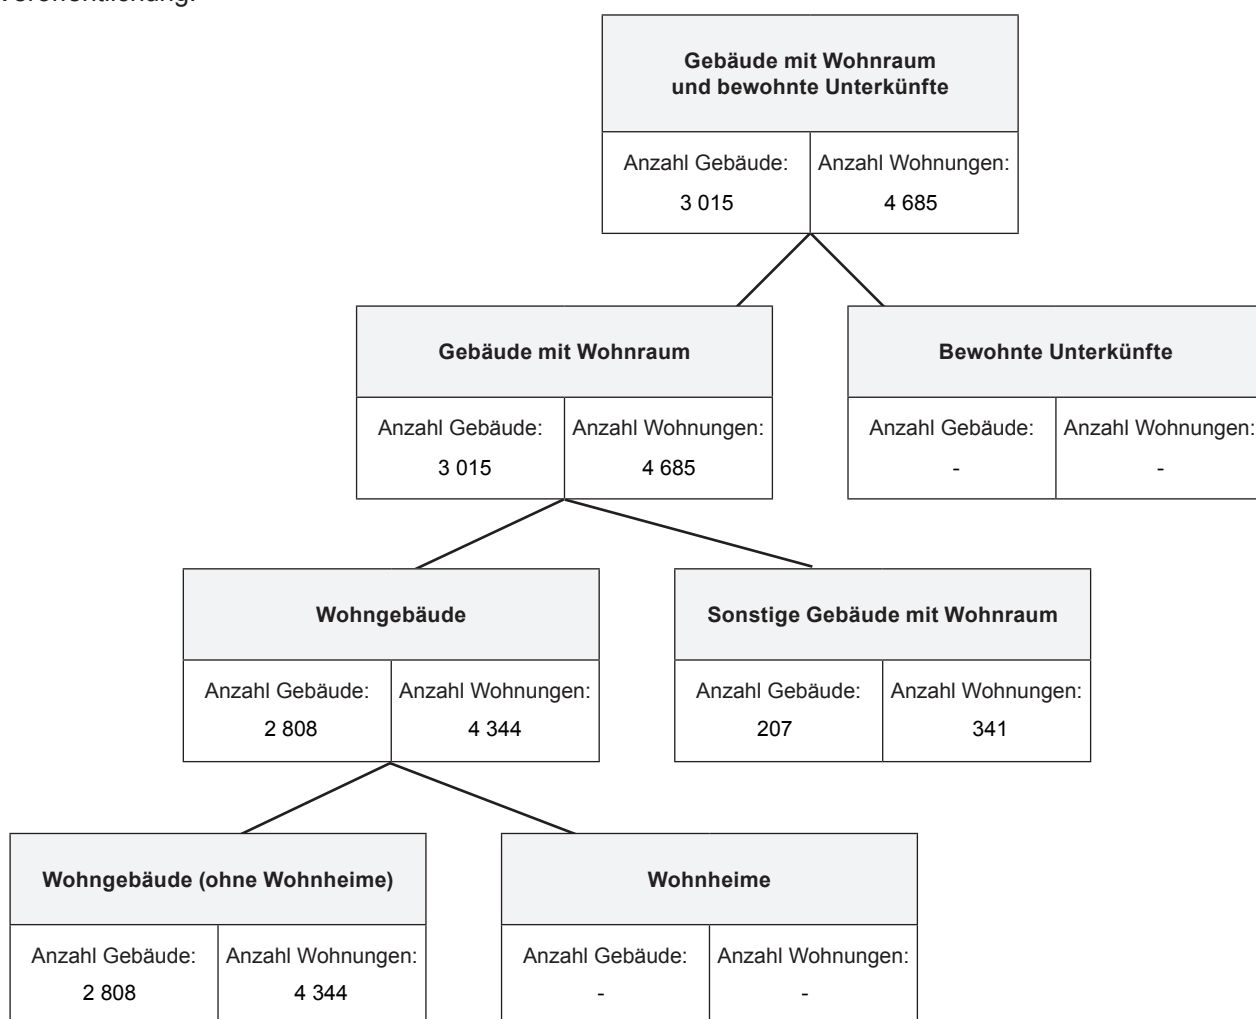 Veröffentlichung.
Gebäude mit Wohnraum
und bewohnte Unterkünfte
Anzahl Gebäude: Anzahl Wohnungen:
3 015 4 685
Gebäude mit Wohnraum Bewohnte Unterkünfte
Anzahl Gebäude: Anzahl Wohnungen: Anzahl Gebäude: Anzahl Wohnungen:
3 015 4 685 - -
Wohngebäude Sonstige Gebäude mit Wohnraum
Anzahl Gebäude: Anzahl Wohnungen: Anzahl Gebäude: Anzahl Wohnungen:
2 808 4 344 207 341
Wohngebäude (ohne Wohnheime) Wohnheime
Anzahl Gebäude: Anzahl Wohnungen: Anzahl Gebäude: Anzahl Wohnungen:
2 808 4 344 - -